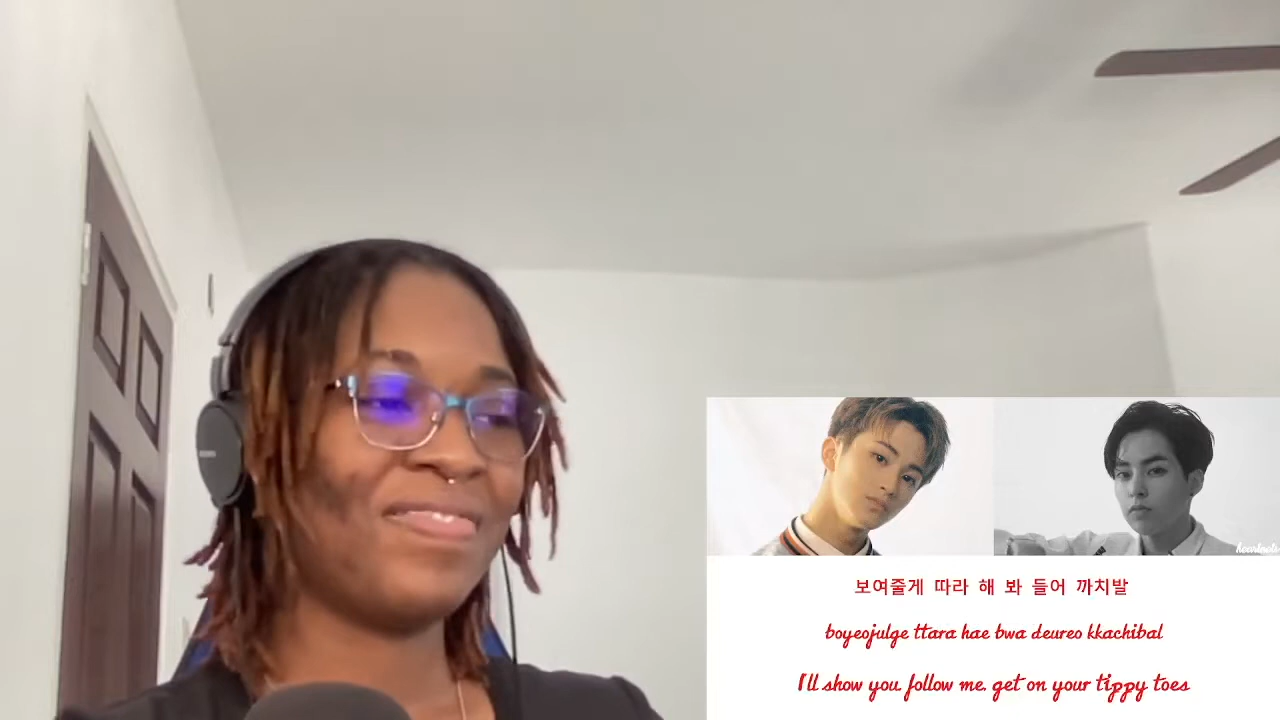 보여줄게 따라 해 봐 들어 까치발
boyeojulge ttara hae bwa deureo kkachibal
I'll show you follow me, get on your tippy toes